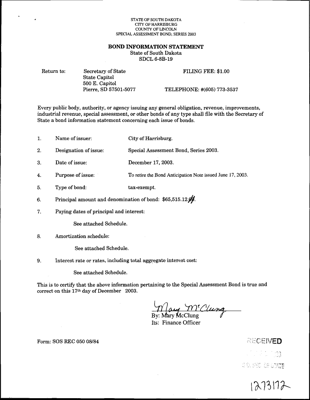 STATE OF SOUTH DAKOTA
CITY OF HARRISBURG
COUNTY OF LINCOLN
SPECIAL ASSESSMENT BOND, SERIES 2003
BOND INFORMATION STATEMENT
State of South Dakota
SDCL 6-8B-19
Return to: Secretary of State FILING FEE: $1.00
State Capitol
500 E. Capitol
Pierre, SD 57501-5077 TELEPHONE: #(605) 773-3537
Every public body, authority, or agency issuing any general obligation, revenue, improvements,
industrial revenue, special assessment, or other bonds of any type shall file with the Secretary of
State a bond information statement concerning each issue of bonds.
1. Name of issuer: City of Harrisburg.
2. Designation of issue: Special Assessment Bond, Series 2003.
3. Date of issue: December 17, 2003.
4. Purpose of issue: To retire the Bond Anticipation Note issued June 17, 2003.
5. Type of bond: tax-exempt.
6. Principal amount and denomination of bond: $65,513.12
7. Paying dates of principal and interest:
See attached Schedule.
8. Amortization schedule:
See attached Schedule.
9. Interest rate or rates, including total aggregate interest cost:
See attached Schedule.
This is to certify that the above information pertaining to the Special Assessment Bond is true and
correct on this 17th day of December 2003.
Mary McClung
By: Mary McClung
Its: Finance Officer
Form: SOS REC 050 08/84
RECEIVED
1273172